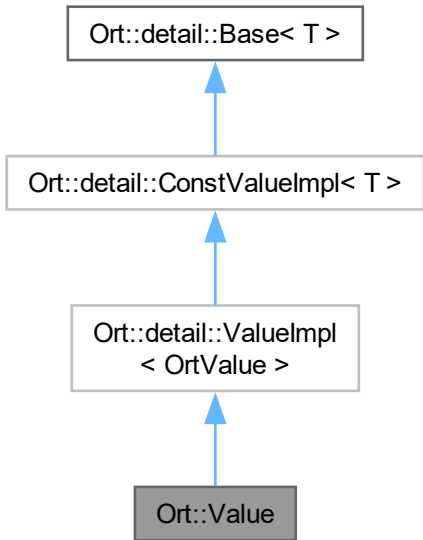 Ort::detail::Base< T >
Ort::detail::ConstValueImpl< T >
Ort::detail::ValueImpl
< OrtValue >
Ort::Value